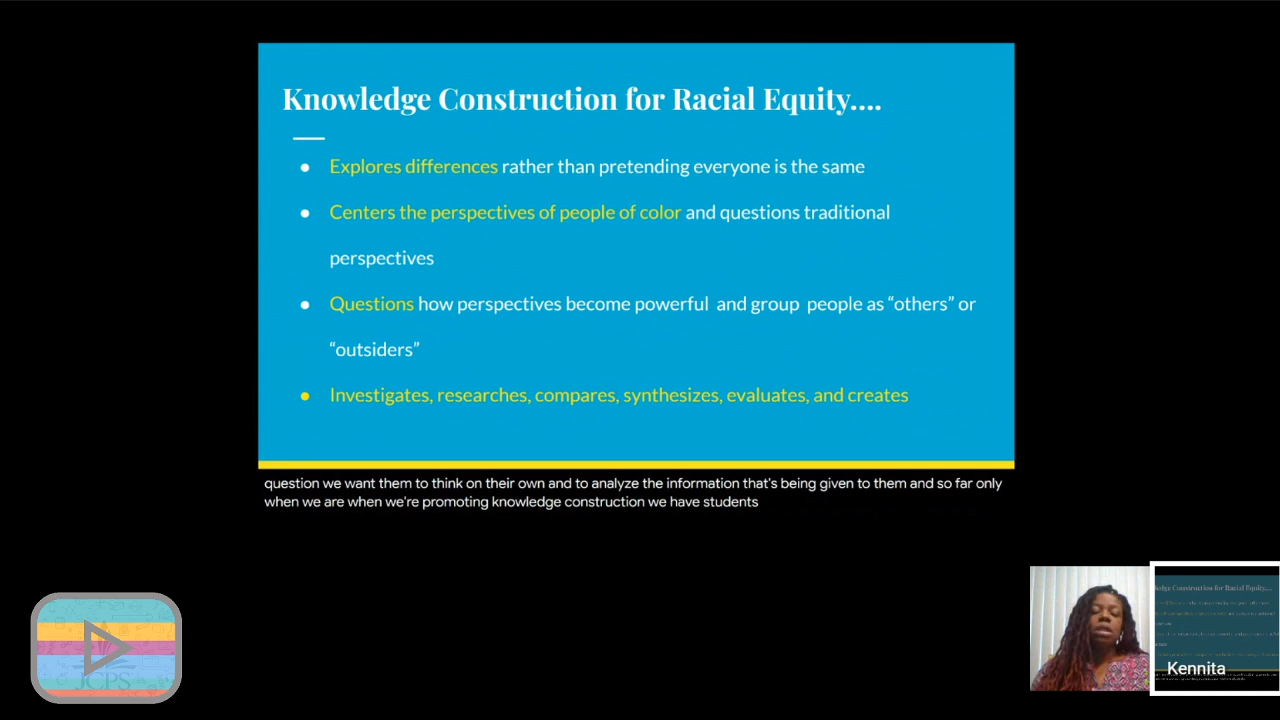 Knowledge Construction for Racial Equity....
● Explores differences rather than pretending everyone is the same
● Centers the perspectives of people of color and questions traditional
perspectives
● Questions how perspectives become powerful and group people as “others” or
“outsiders”
● Investigates, researches, compares, synthesizes, evaluates, and creates
question we want them to think on their own and to analyze the information that's being given to them and so far only
when we are when we're promoting knowledge construction we have students
JCPS
Kennita